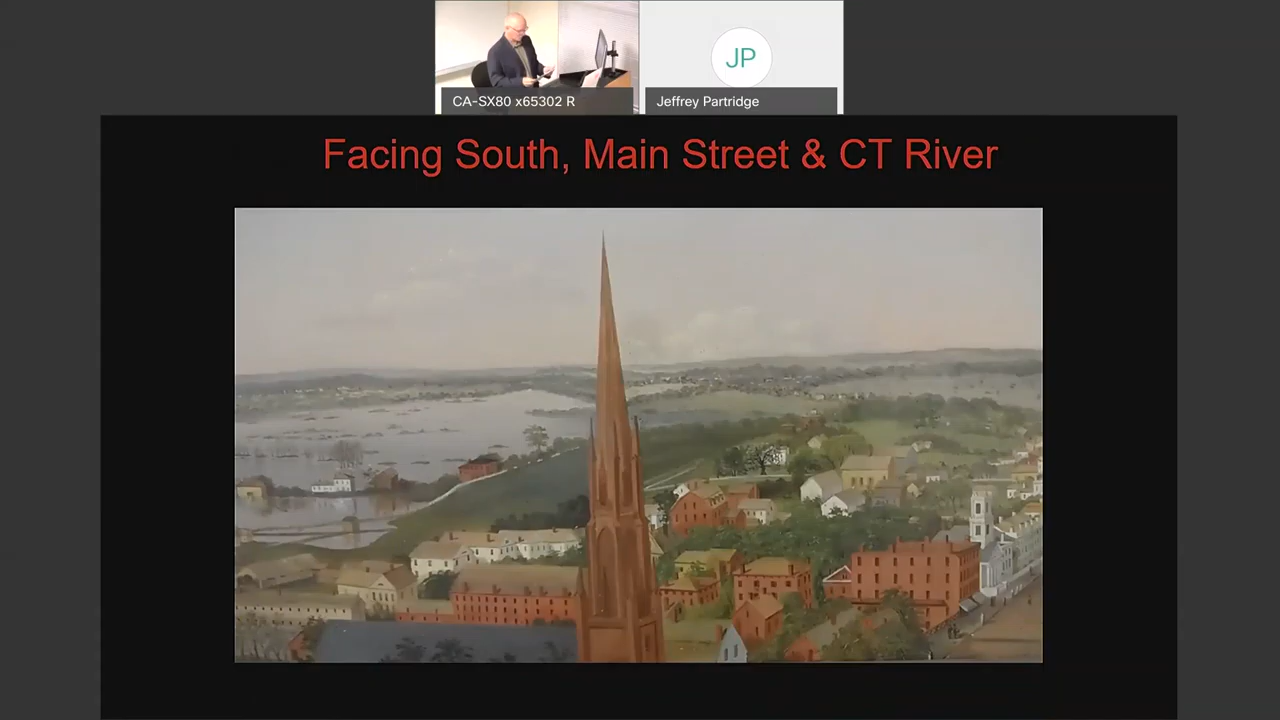 JP
CA-SX80 x65302 R
Jeffrey Partridge
Facing South, Main Street & CT River